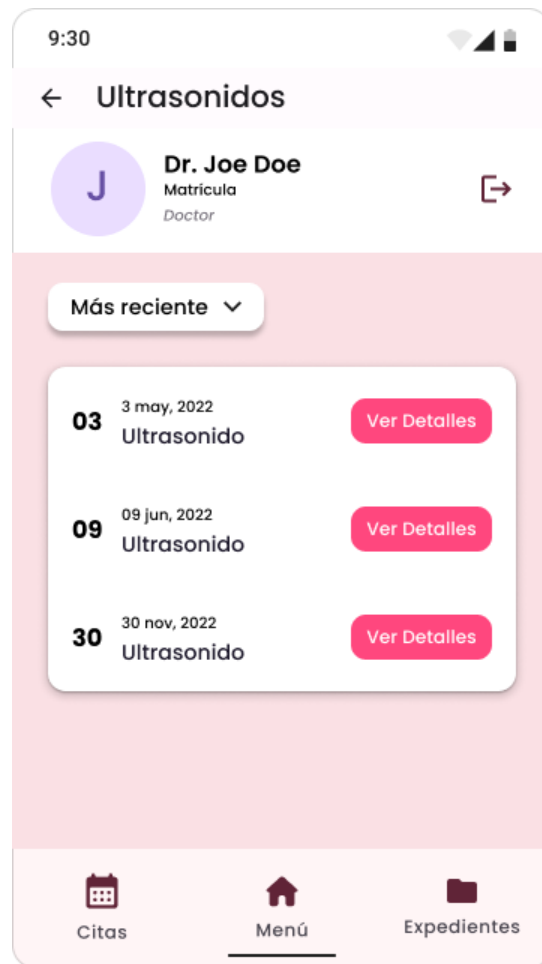 9:30
Ultrasonidos
J
Dr. Joe Doe
Matrícula
Doctor
Más reciente
03
3 may, 2022
Ultrasonido
Ver Detalles
09
09 jun, 2022
Ultrasonido
Ver Detalles
30
30 nov, 2022
Ultrasonido
Ver Detalles
Citas
Menú
Expedientes